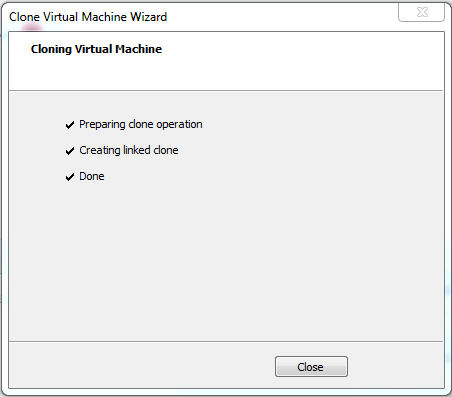 Clone Virtual Machine Wizard
Cloning Virtual Machine
Preparing clone operation
Creating linked clone
Done
Close